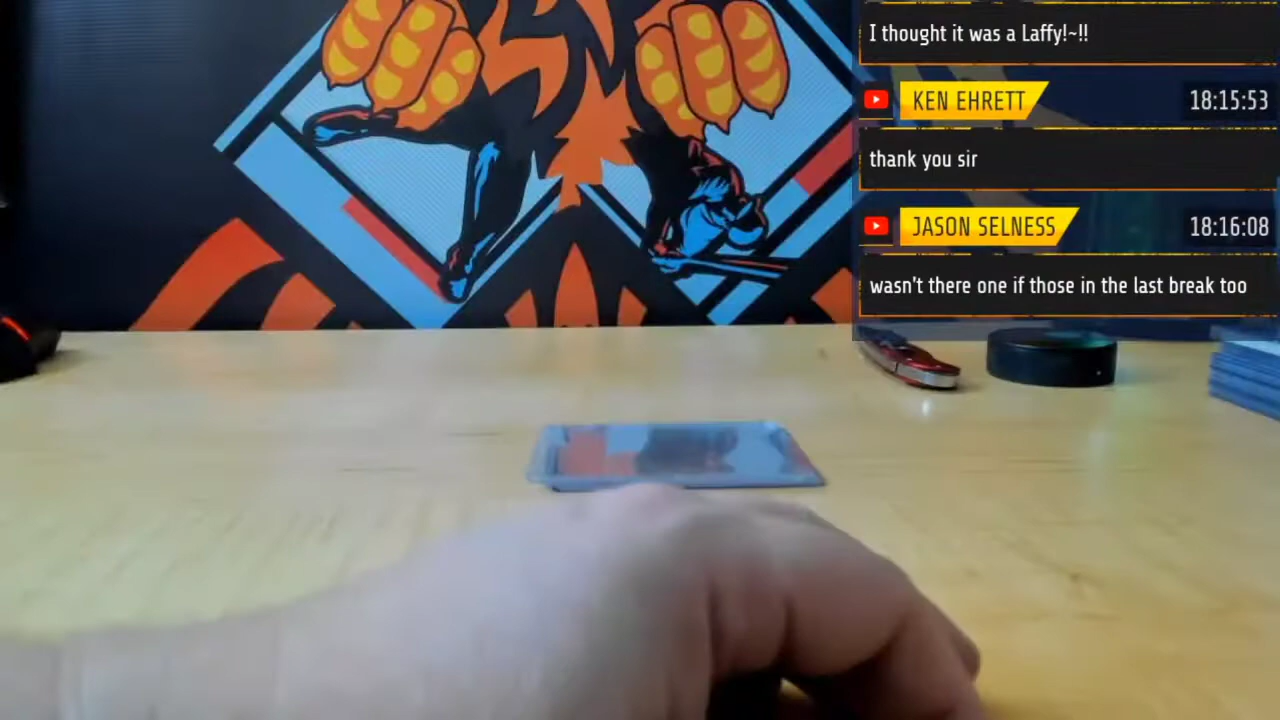 I thought it was a Laffy!~!!
KEN EHRETT 18:15:53
thank you sir
JASON SELNESS 18:16:08
wasn't there one if those in the last break too